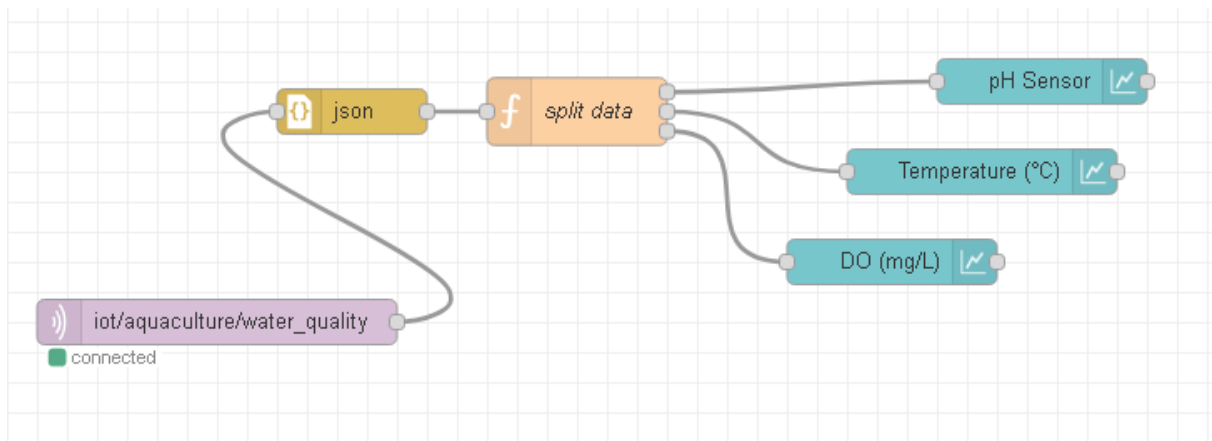 pH Sensor
json
split data
Temperature (°C)
DO (mg/L)
iot/aquaculture/water_quality
connected